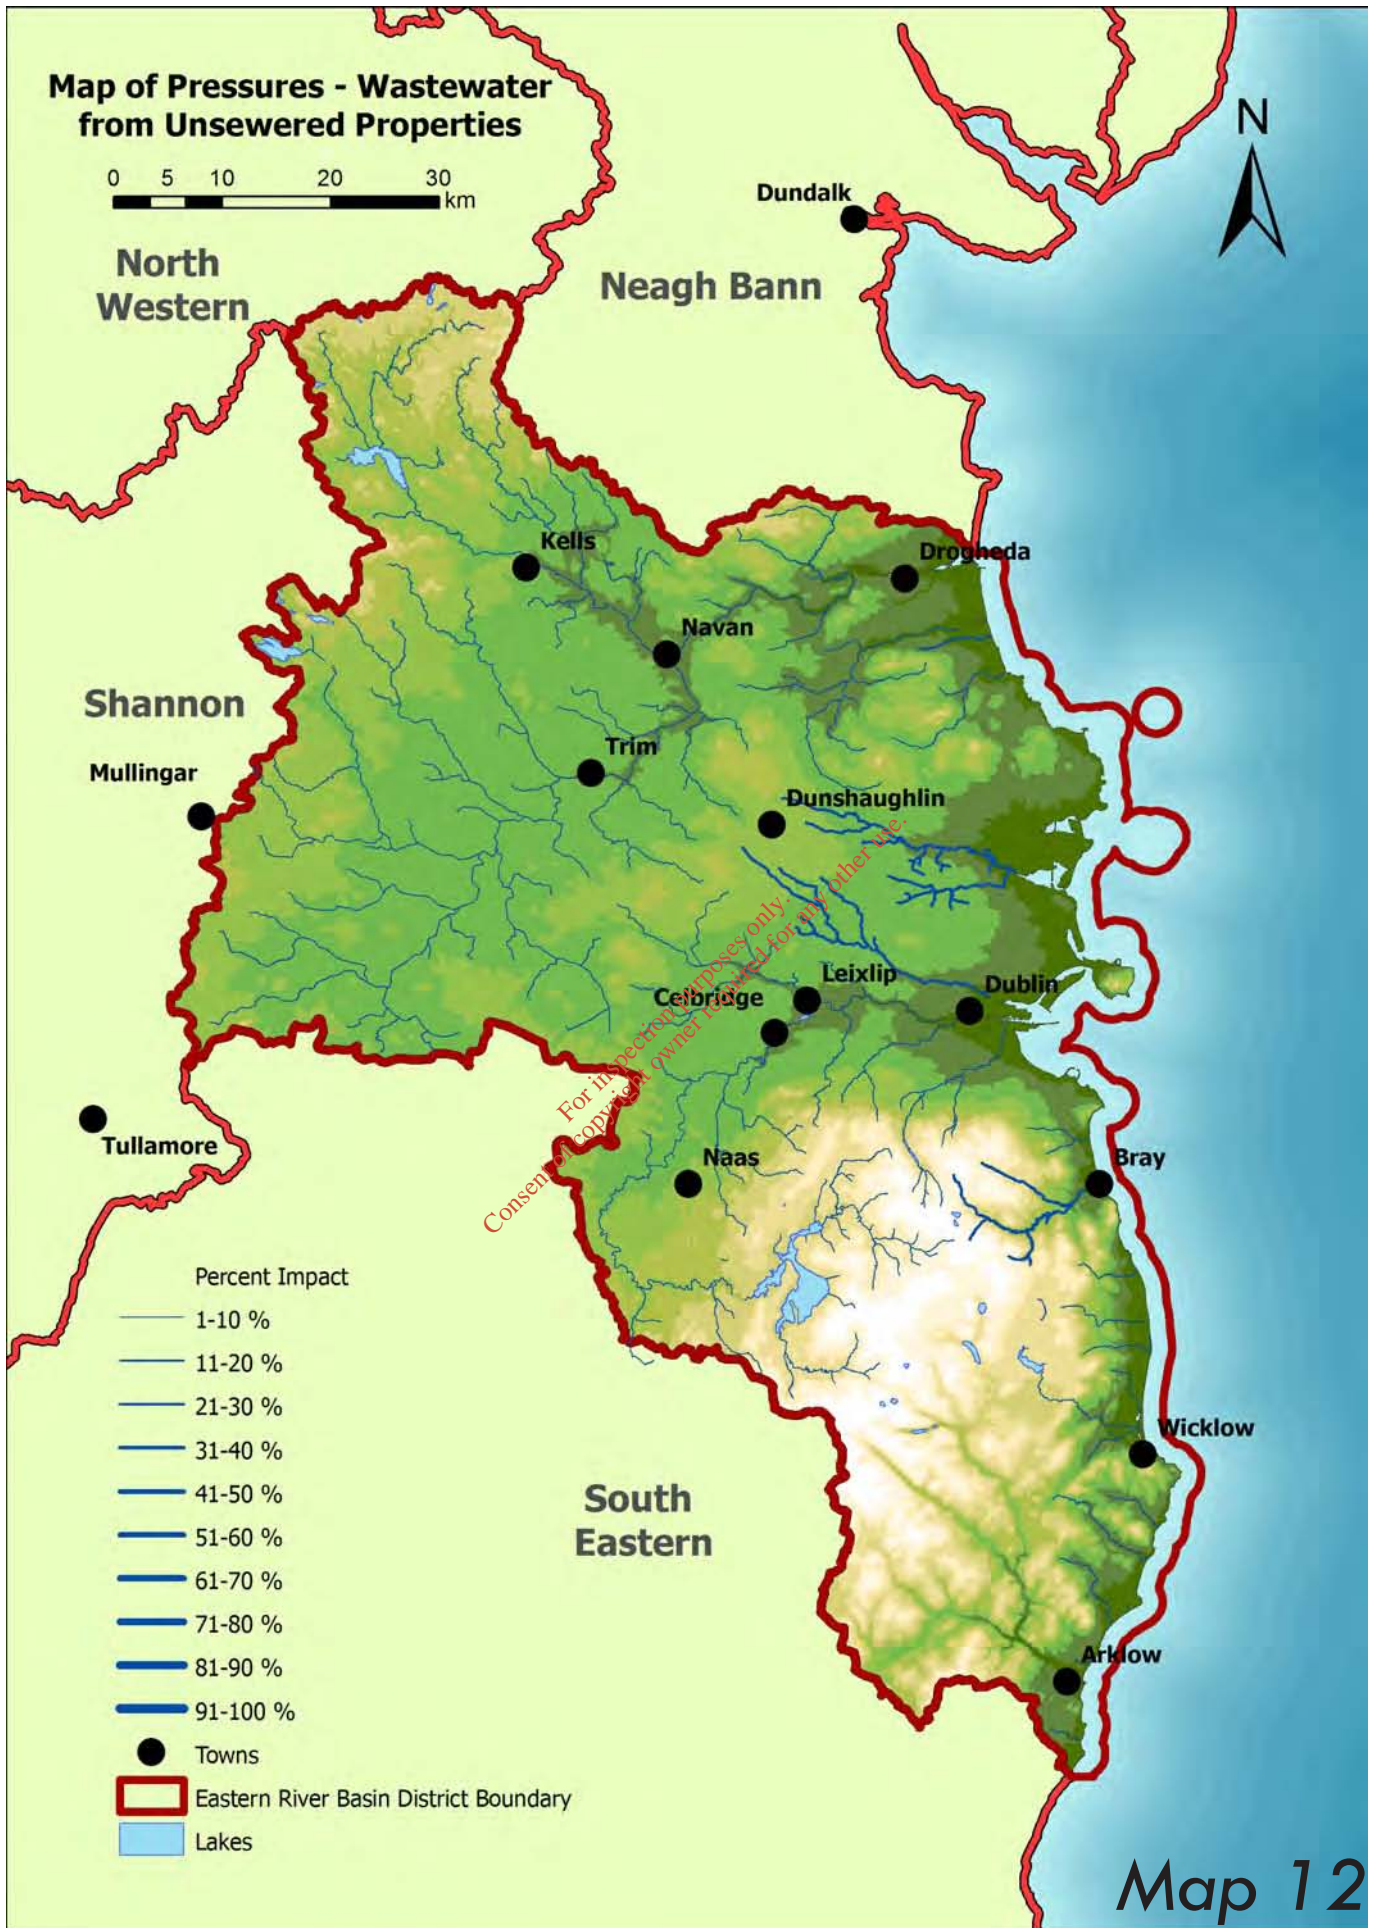 Map of Pressures - Wastewater
from Unsewered Properties
0 5 10 20 30
km
N
Dundalk
North
Western
Neagh Bann
Kells
Drogheda
Navan
Shannon
Trim
Mullingar
Dunshaughlin
Leixlip
Celbridge
Dublin
For inspection purposes only.
Consent of copyright owner required for any other use.
Tullamore
Naas
Bray
Wicklow
South
Eastern
Arklow
Percent Impact
1-10 %
11-20 %
21-30 %
31-40 %
41-50 %
51-60 %
61-70 %
71-80 %
81-90 %
91-100 %
Towns
Eastern River Basin District Boundary
Lakes
Map 12